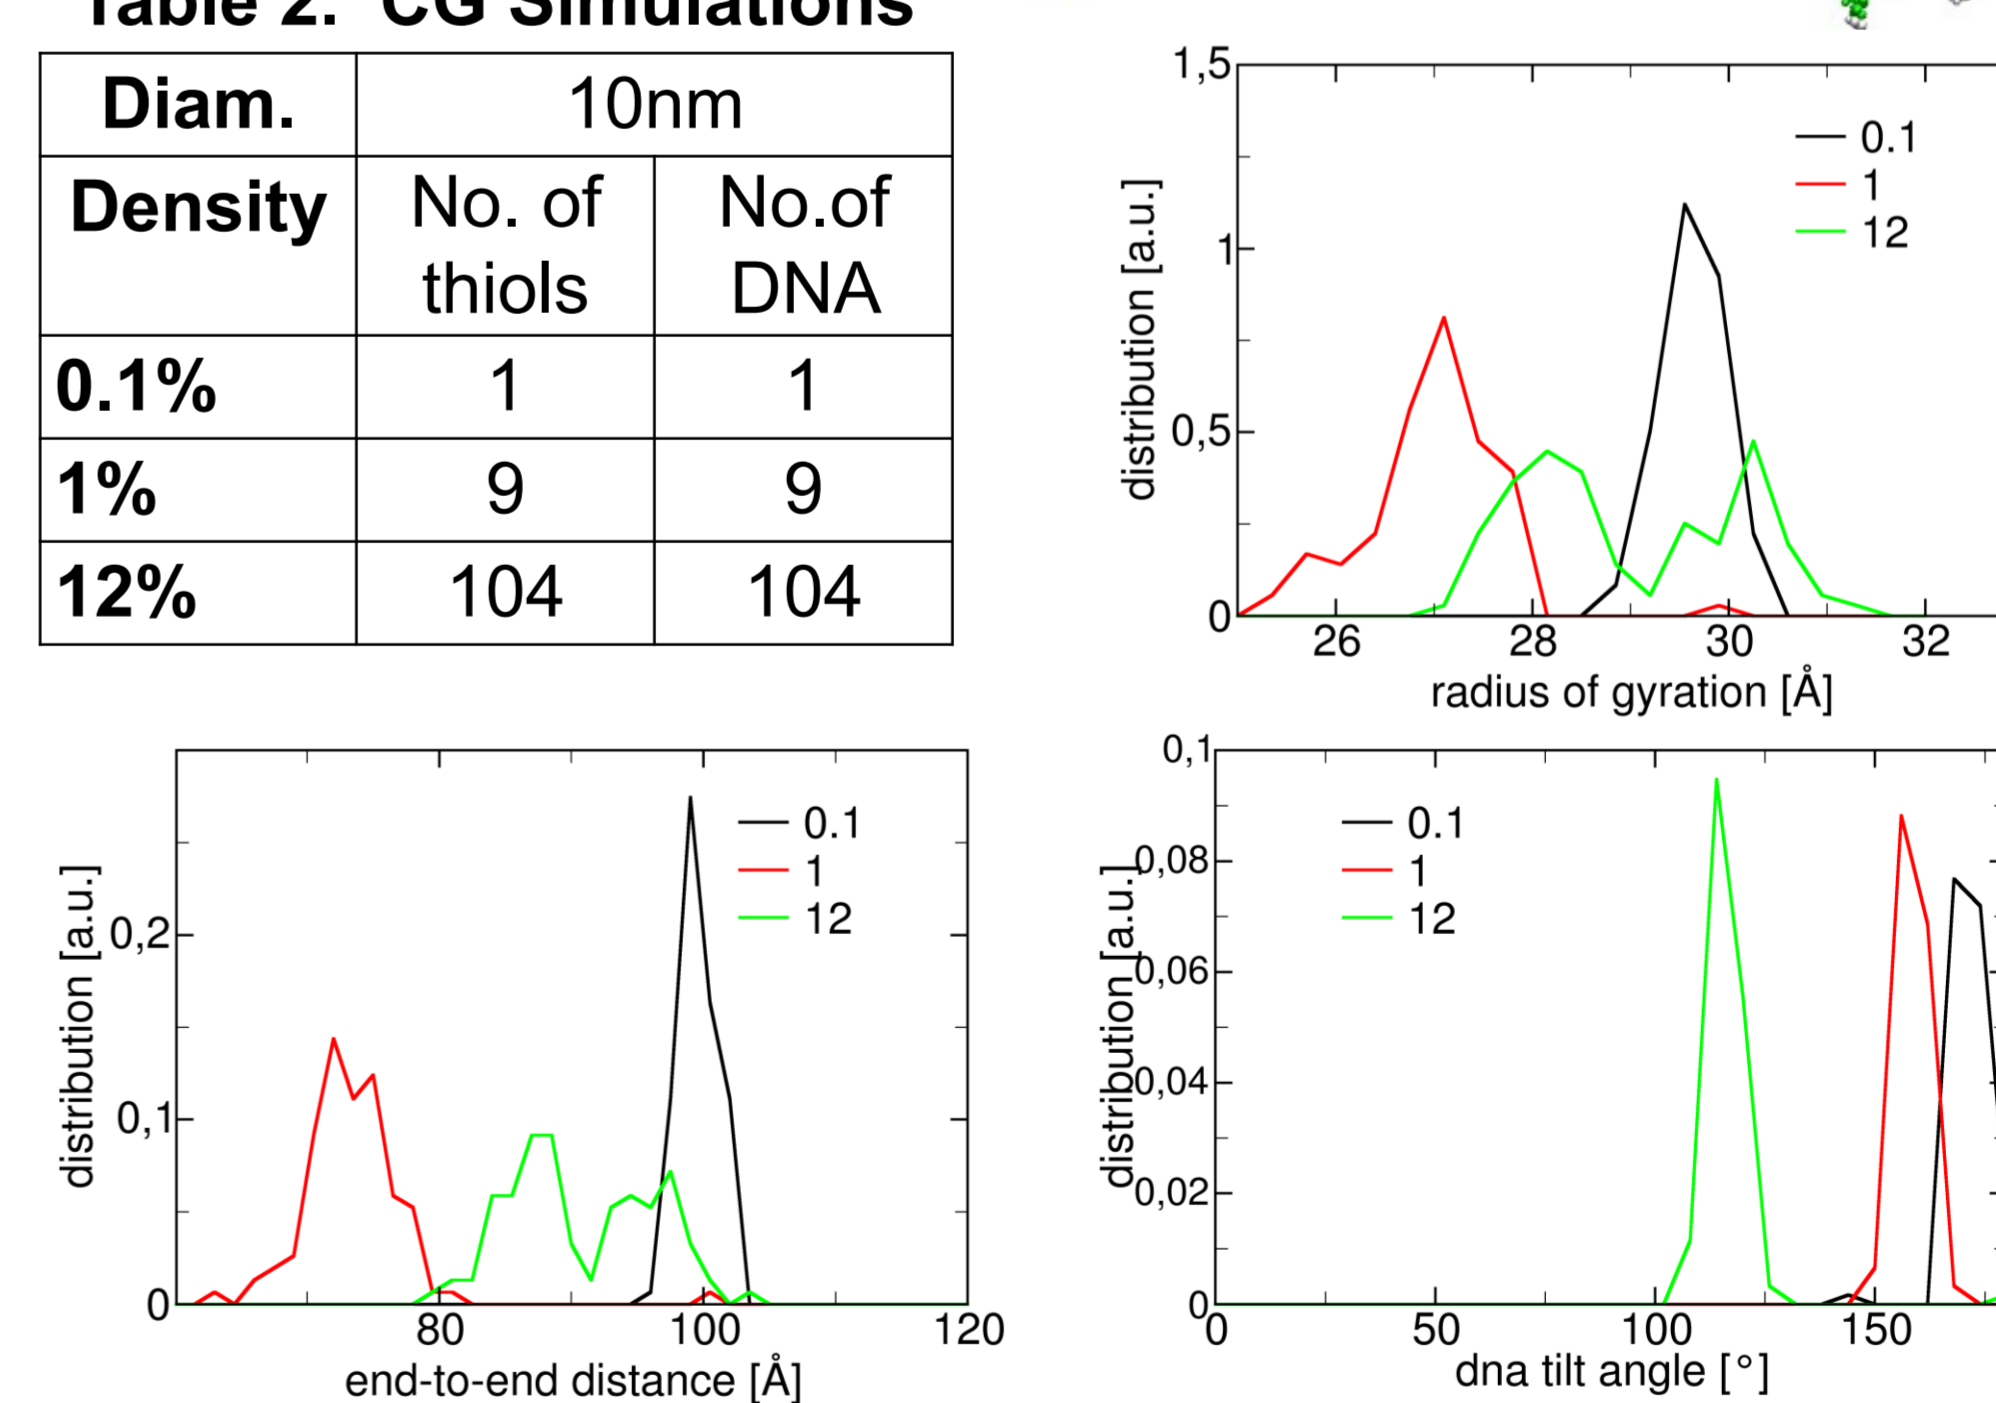 Table 2. CG Simulations
Diam. 10nm
Density No. of thiols No.of DNA
0.1% 1 1
1% 9 9
12% 104 104
1,5
1
0,5
0
distribution [a.u.]
0.1
1
12
26 28 30 32
radius of gyration [Å]
0,2
0,1
0
distribution [a.u.]
0.1
1
12
80 100 120
end-to-end distance [Å]
0,1
0,08
0,06
0,04
0,02
0
distribution [a.u.]
0.1
1
12
0 50 100 150
dna tilt angle [°]